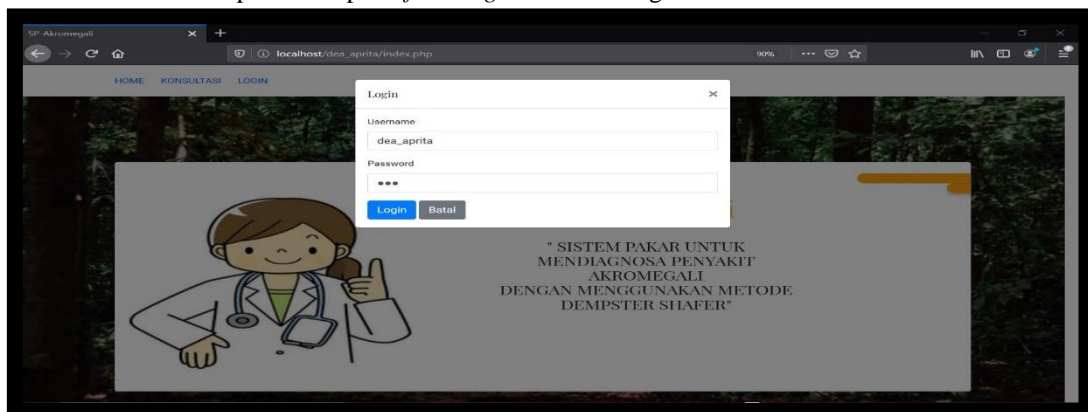 SP-Akromegali
localhost/dea_aprita/index.php
90%
HOME KONSULTASI LOGIN
Login
Username
dea_aprita
Password
Login Batal
" SISTEM PAKAR UNTUK
MENDIAGNOSA PENYAKIT
AKROMEGALI
DENGAN MENGGUNAKAN METODE
DEMPSTER SHAFER"